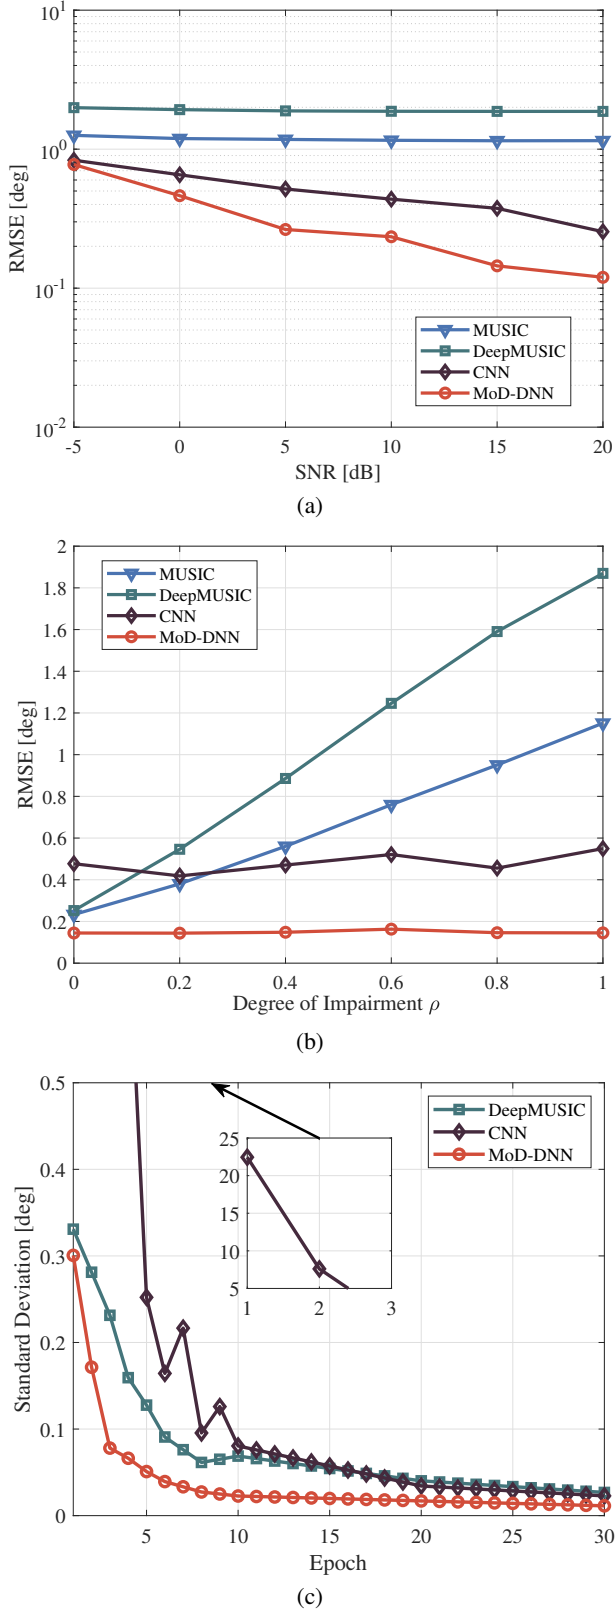 10^1
10^0
10^-1
10^-2
RMSE [deg]
MUSIC
DeepMUSIC
CNN
MoD-DNN
-5 0 5 10 15 20
SNR [dB]
(a)
2
1.8
1.6
1.4
1.2
1
0.8
0.6
0.4
0.2
0
RMSE [deg]
MUSIC
DeepMUSIC
CNN
MoD-DNN
0 0.2 0.4 0.6 0.8 1
Degree of Impairment ρ
(b)
0.5
0.4
0.3
0.2
0.1
0
Standard Deviation [deg]
DeepMUSIC
CNN
MoD-DNN
25
20
15
10
5
1 2 3
5 10 15 20 25 30
Epoch
(c)